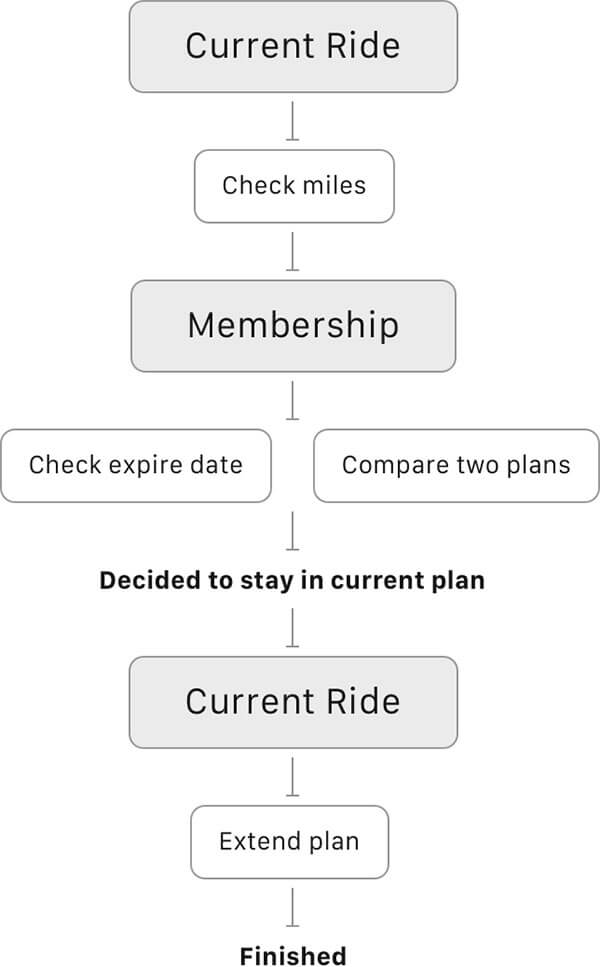 Current Ride
Check miles
Membership
Check expire date
Compare two plans
Decided to stay in current plan
Current Ride
Extend plan
Finished